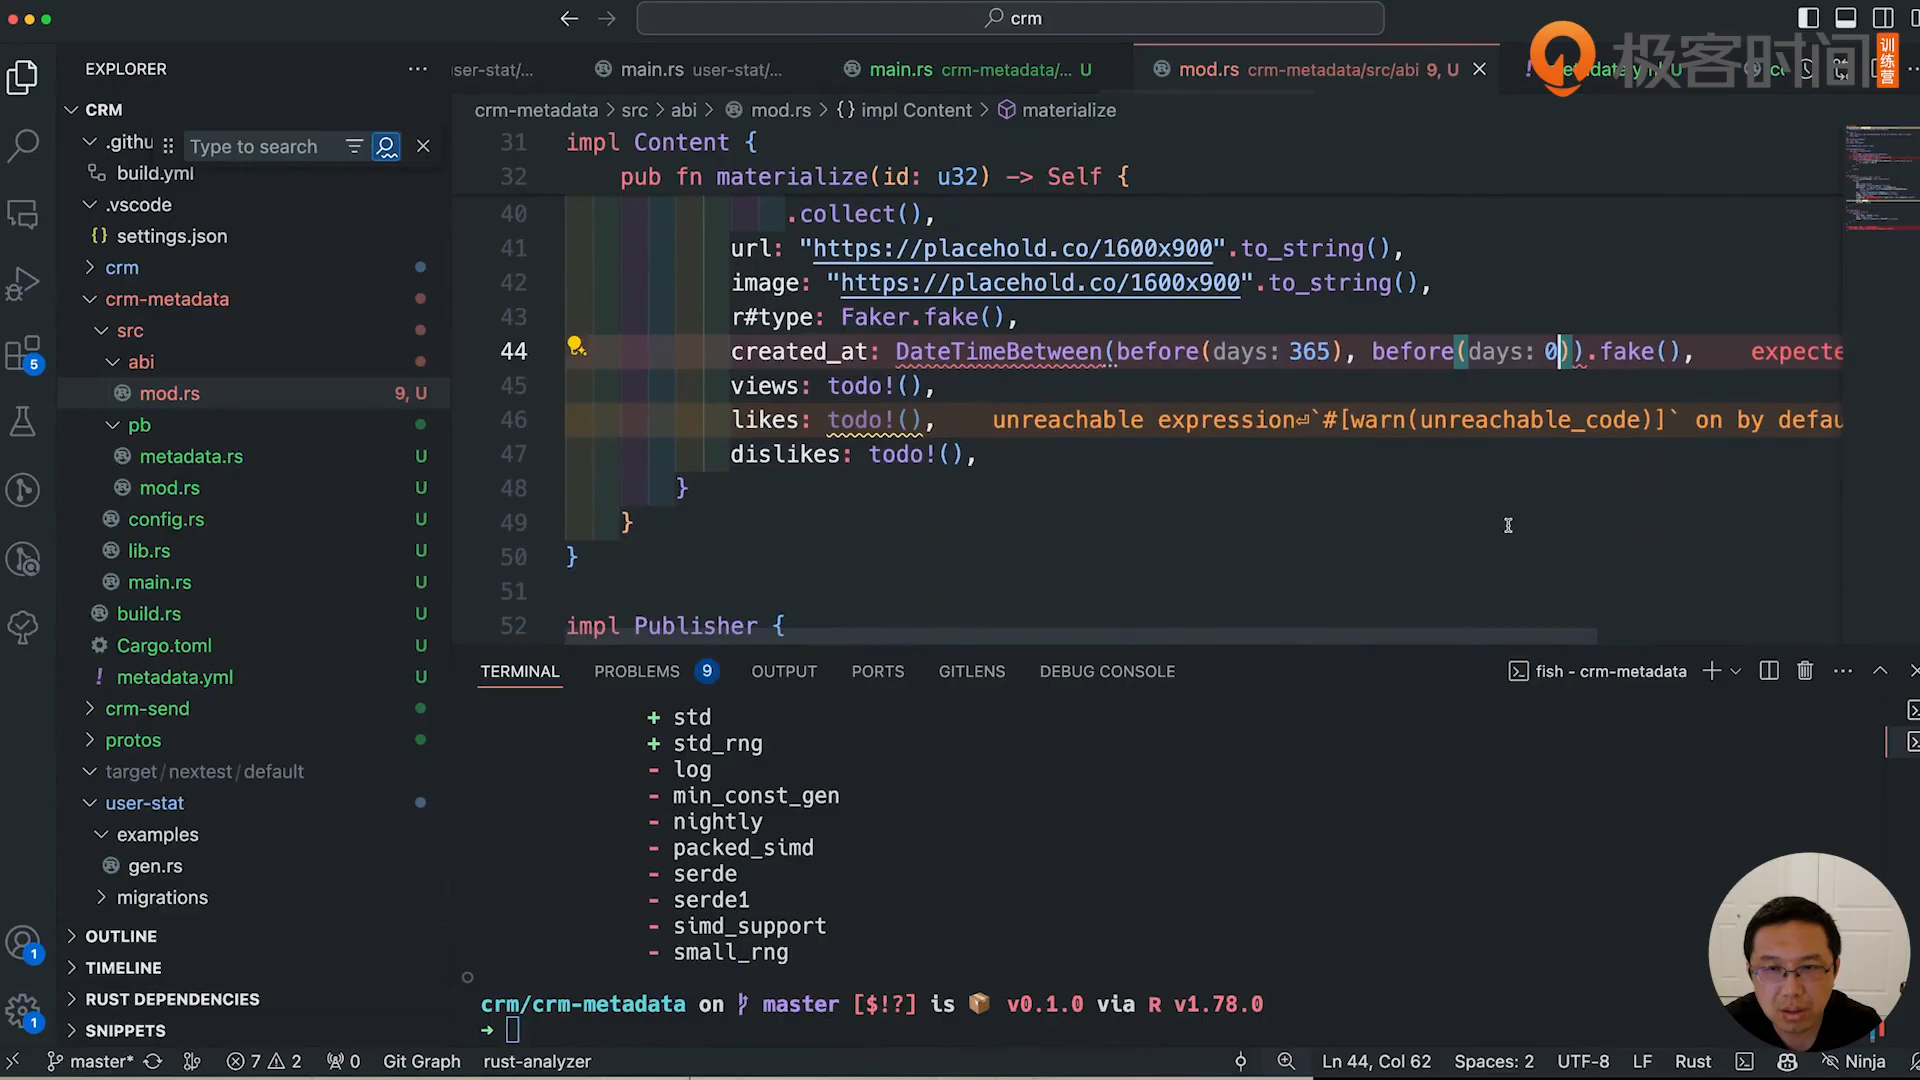 crm
极客时间 训练营
EXPLORER
user-stat/...
main.rs user-stat/...
main.rs crm-metadata/... U
mod.rs crm-metadata/src/abi 9, U
CRM
crm-metadata > src > abi > mod.rs > {} impl Content > materialize
.githu
Type to search
build.yml
.vscode
settings.json
crm
crm-metadata
src
abi
mod.rs 9, U
pb
metadata.rs U
mod.rs U
config.rs U
lib.rs U
main.rs U
build.rs U
Cargo.toml U
metadata.yml U
crm-send
protos
target/nextest/default
user-stat
examples
gen.rs
migrations
OUTLINE
TIMELINE
RUST DEPENDENCIES
SNIPPETS
5
1
1
31 impl Content {
32 pub fn materialize(id: u32) -> Self {
40 .collect(),
41 url: "https://placehold.co/1600x900".to_string(),
42 image: "https://placehold.co/1600x900".to_string(),
43 r#type: Faker.fake(),
44 created_at: DateTimeBetween(before(days: 365), before(days: 0)).fake(), expecte
45 views: todo!(),
46 likes: todo!(), unreachable expression⏎`#[warn(unreachable_code)]` on by defau
47 dislikes: todo!(),
48 }
49 }
50 }
51
52 impl Publisher {
TERMINAL PROBLEMS 9 OUTPUT PORTS GITLENS DEBUG CONSOLE
fish - crm-metadata
+ std
+ std_rng
- log
- min_const_gen
- nightly
- packed_simd
- serde
- serde1
- simd_support
- small_rng
crm/crm-metadata on master [$!?] is 📦 v0.1.0 via R v1.78.0
➜
master* 7 2 0 Git Graph rust-analyzer
Ln 44, Col 62 Spaces: 2 UTF-8 LF Rust Ninja